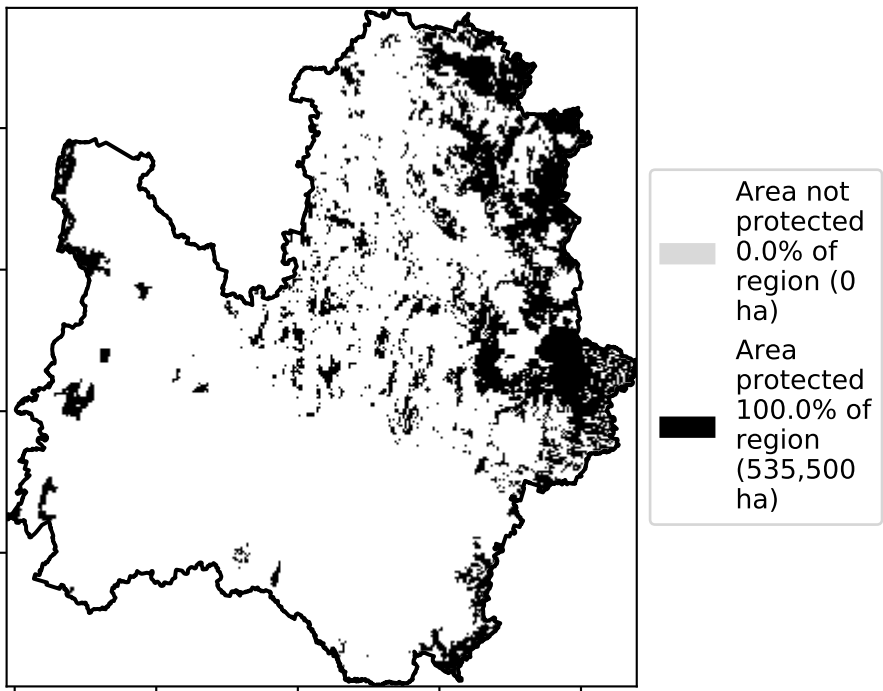 Area not
protected
0.0% of
region (0
ha)
Area
protected
100.0% of
region
(535,500
ha)